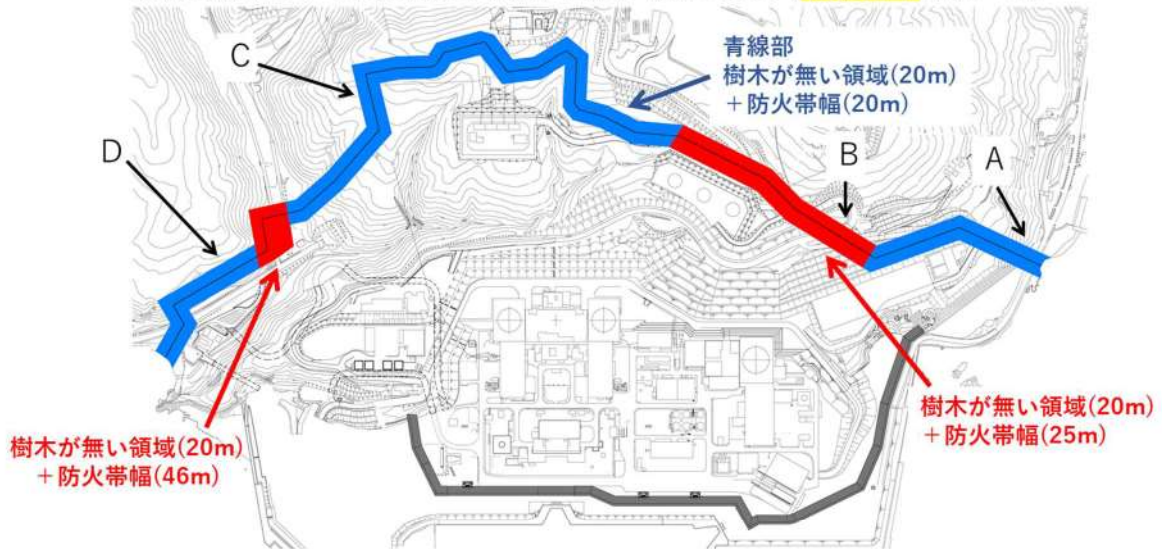 C
青線部
樹木が無い領域(20m)
＋防火帯幅(20m)
D
B
A
樹木が無い領域(20m)
＋防火帯幅(25m)
樹木が無い領域(20m)
＋防火帯幅(46m)